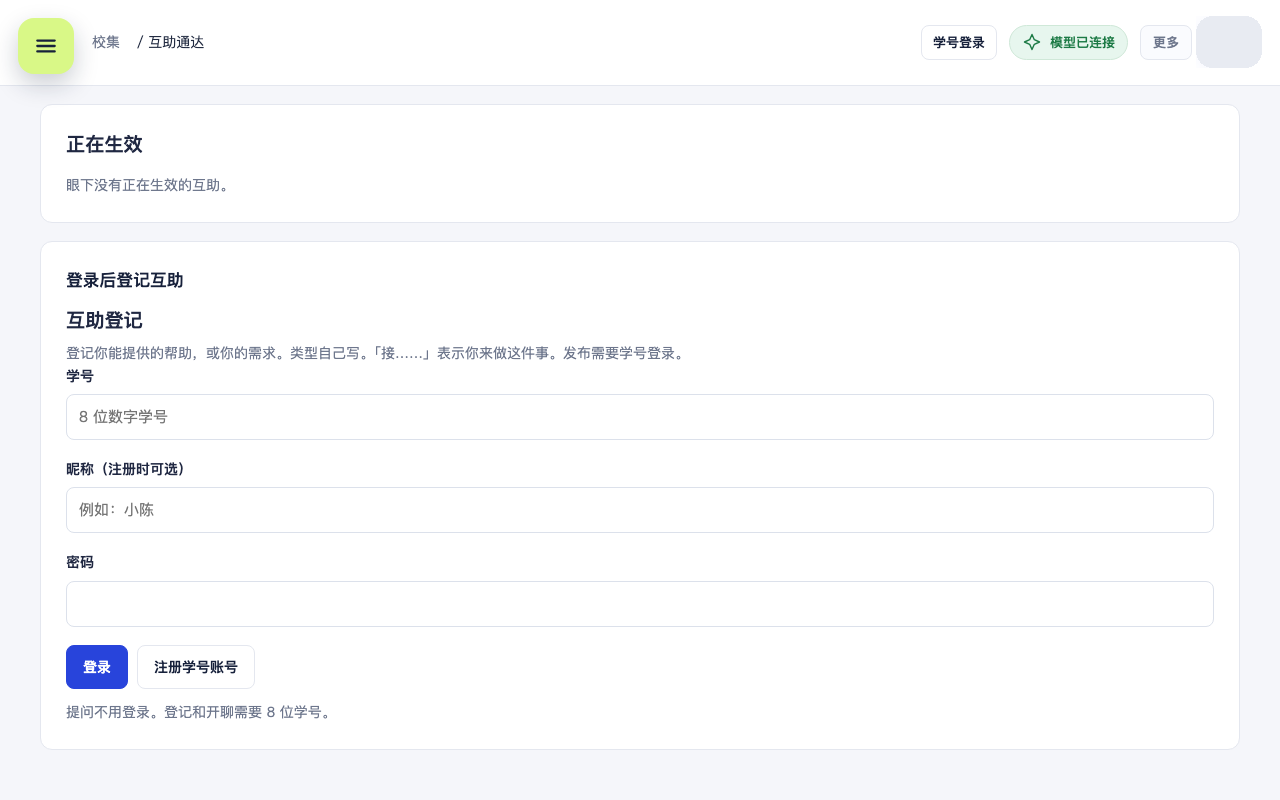 校集 / 互助通达
学号登录
模型已连接
更多
正在生效
眼下没有正在生效的互助。
登录后登记互助
互助登记
登记你能提供的帮助，或你的需求。类型自己写。「接……」表示你来做这件事。发布需要学号登录。
学号
8 位数字学号
昵称（注册时可选）
例如：小陈
密码
登录
注册学号账号
提问不用登录。登记和开聊需要 8 位学号。